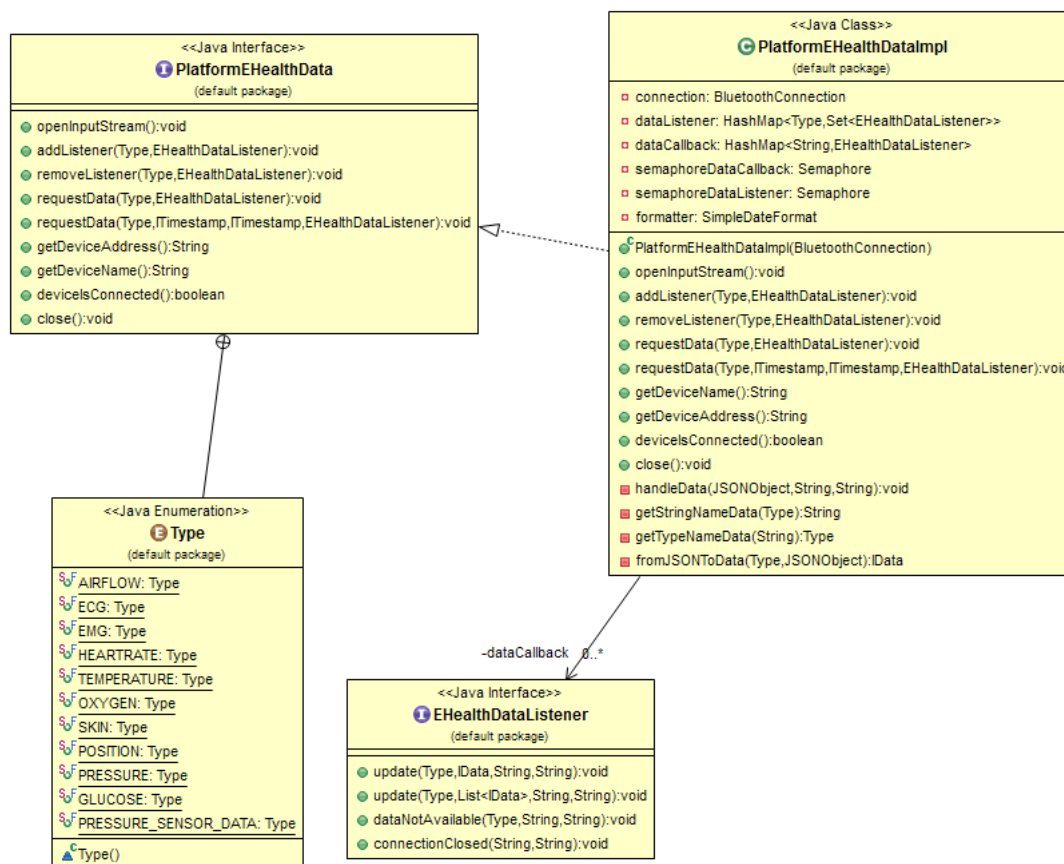 <<Java Interface>>
I PlatformEHealthData
(default package)
openInputStream():void
addListener(Type,EHealthDataListener):void
removeListener(Type,EHealthDataListener):void
requestData(Type,EHealthDataListener):void
requestData(Type,ITimestamp,ITimestamp,EHealthDataListener):void
getDeviceAddress():String
getDeviceName():String
deviceIsConnected():boolean
close():void
<<Java Class>>
C PlatformEHealthDataImpl
(default package)
connection: BluetoothConnection
dataListener: HashMap<Type,Set<EHealthDataListener>>
dataCallback: HashMap<String,EHealthDataListener>
semaphoreDataCallback: Semaphore
semaphoreDataListener: Semaphore
formatter: SimpleDateFormat
C PlatformEHealthDataImpl(BluetoothConnection)
openInputStream():void
addListener(Type,EHealthDataListener):void
removeListener(Type,EHealthDataListener):void
requestData(Type,EHealthDataListener):void
requestData(Type,ITimestamp,ITimestamp,EHealthDataListener):void
getDeviceName():String
getDeviceAddress():String
deviceIsConnected():boolean
close():void
handleData(JSONObject,String,String):void
getStringNameData(Type):String
getTypeNameData(String):Type
fromJSONToData(Type,JSONObject):IData
<<Java Enumeration>>
E Type
(default package)
S F AIRFLOW: Type
S F ECG: Type
S F EMG: Type
S F HEARTRATE: Type
S F TEMPERATURE: Type
S F OXYGEN: Type
S F SKIN: Type
S F POSITION: Type
S F PRESSURE: Type
S F GLUCOSE: Type
S F PRESSURE_SENSOR_DATA: Type
C Type()
-dataCallback 0..*
<<Java Interface>>
I EHealthDataListener
(default package)
update(Type,IData,String,String):void
update(Type,List<IData>,String,String):void
dataNotAvailable(Type,String,String):void
connectionClosed(String,String):void